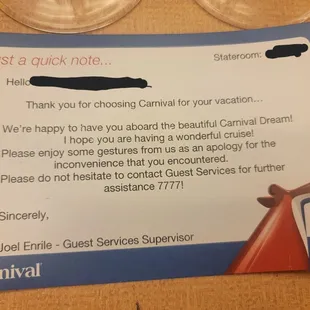 st a quick note...
Stateroom:
Hello
Thank you for choosing Carnival for your vacation...
We're happy to have you aboard the beautiful Carnival Dream!
I hope you are having a wonderful cruise!
Please enjoy some gestures from us as an apology for the
inconvenience that you encountered.
Please do not hesitate to contact Guest Services for further
assistance 7777!
Sincerely,
Joel Enrile - Guest Services Supervisor
nival